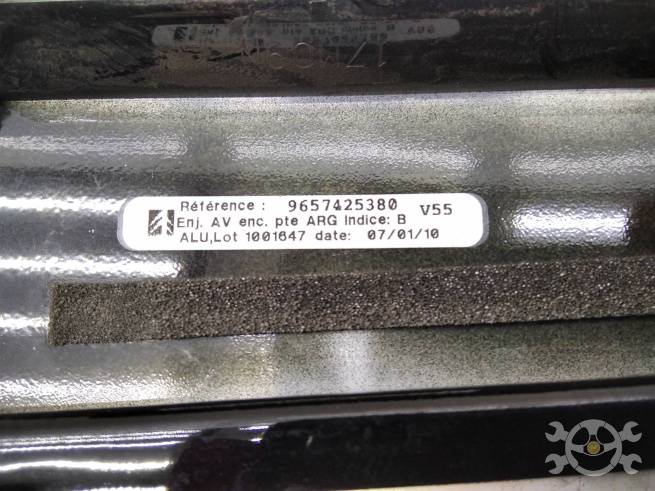 Référence : 9657425380 V55
Enj. AV enc. pte ARG Indice: B
ALU,Lot 1001647 date: 07/01/10